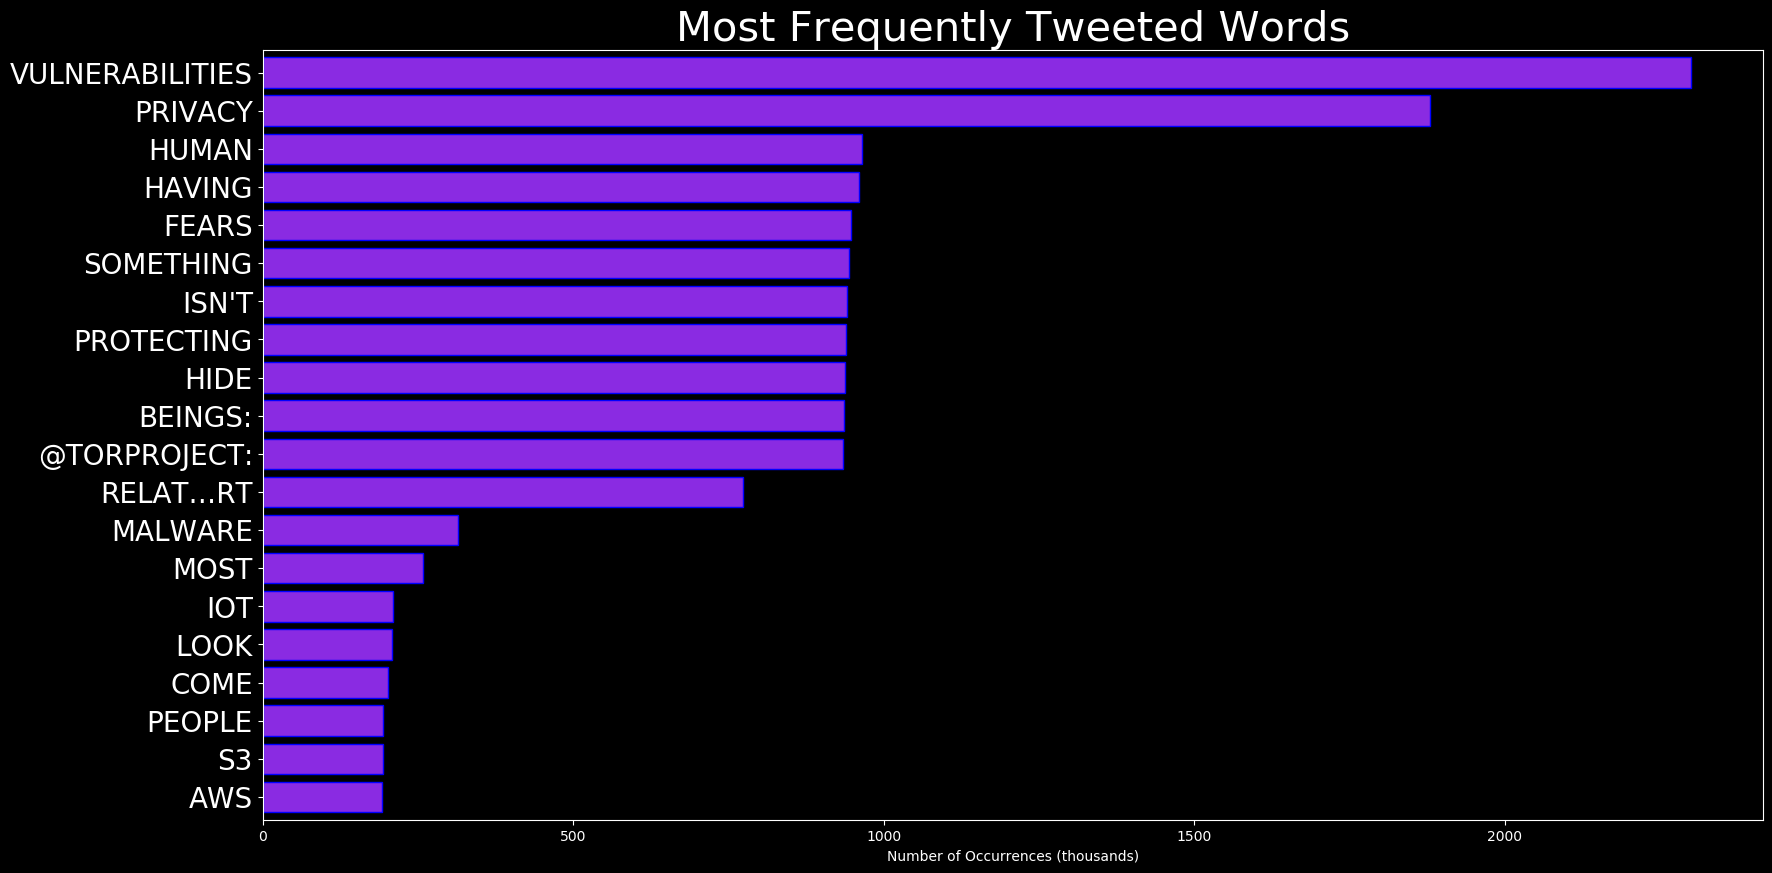 Most Frequently Tweeted Words
VULNERABILITIES
PRIVACY
HUMAN
HAVING
FEARS
SOMETHING
ISN'T
PROTECTING
HIDE
BEINGS:
@TORPROJECT:
RELAT…RT
MALWARE
MOST
IOT
LOOK
COME
PEOPLE
S3
AWS
0 500 1000 1500 2000
Number of Occurrences (thousands)